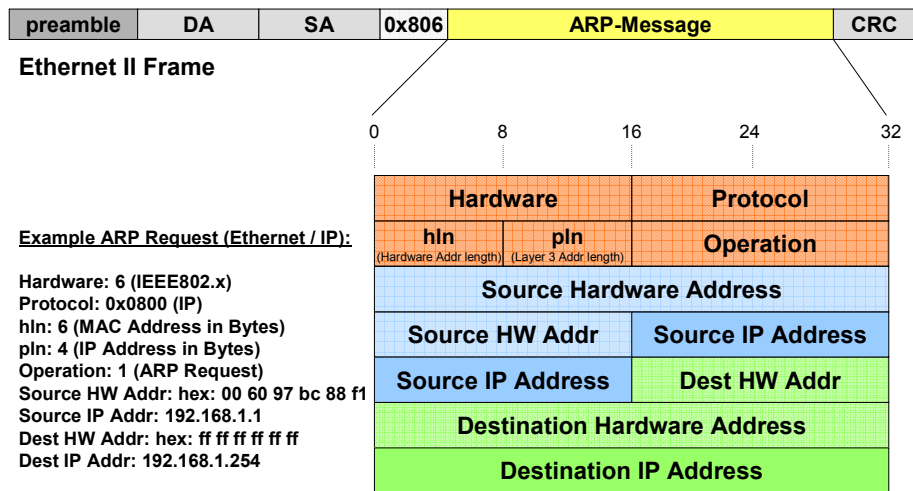 preamble DA SA 0x806 ARP-Message CRC
Ethernet II Frame
0 8 16 24 32
Hardware Protocol
hln pln Operation
(Hardware Addr length) (Layer 3 Addr length)
Source Hardware Address
Source HW Addr Source IP Address
Source IP Address Dest HW Addr
Destination Hardware Address
Destination IP Address
Example ARP Request (Ethernet / IP):
Hardware: 6 (IEEE802.x)
Protocol: 0x0800 (IP)
hln: 6 (MAC Address in Bytes)
pln: 4 (IP Address in Bytes)
Operation: 1 (ARP Request)
Source HW Addr: hex: 00 60 97 bc 88 f1
Source IP Addr: 192.168.1.1
Dest HW Addr: hex: ff ff ff ff ff ff
Dest IP Addr: 192.168.1.254